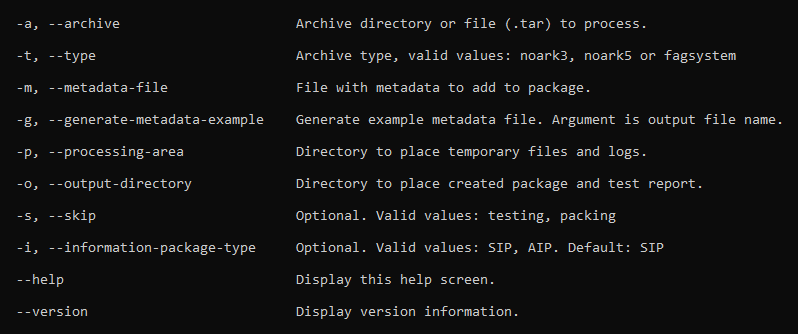 -a, --archive Archive directory or file (.tar) to process.
-t, --type Archive type, valid values: noark3, noark5 or fagsystem
-m, --metadata-file File with metadata to add to package.
-g, --generate-metadata-example Generate example metadata file. Argument is output file name.
-p, --processing-area Directory to place temporary files and logs.
-o, --output-directory Directory to place created package and test report.
-s, --skip Optional. Valid values: testing, packing
-i, --information-package-type Optional. Valid values: SIP, AIP. Default: SIP
--help Display this help screen.
--version Display version information.